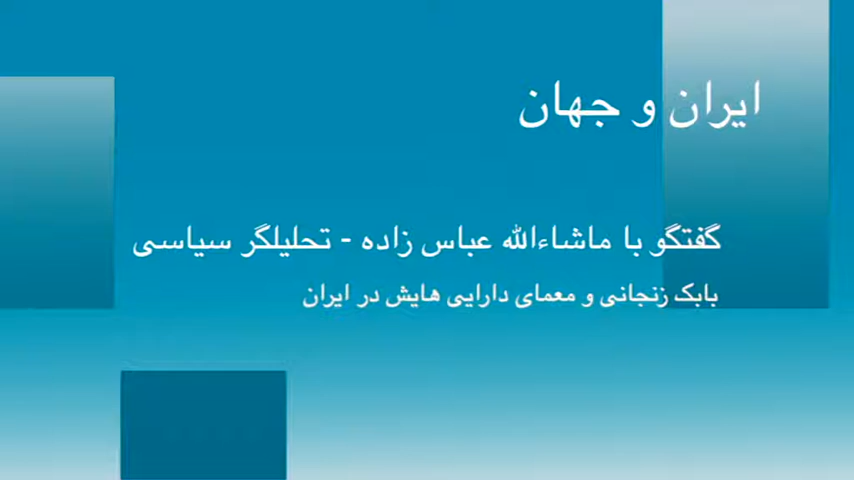 ایران و جهان
گفتگو با ماشاءالله عباس زاده - تحلیلگر سیاسی
بابک زنجانی و معمای دارایی هایش در ایران